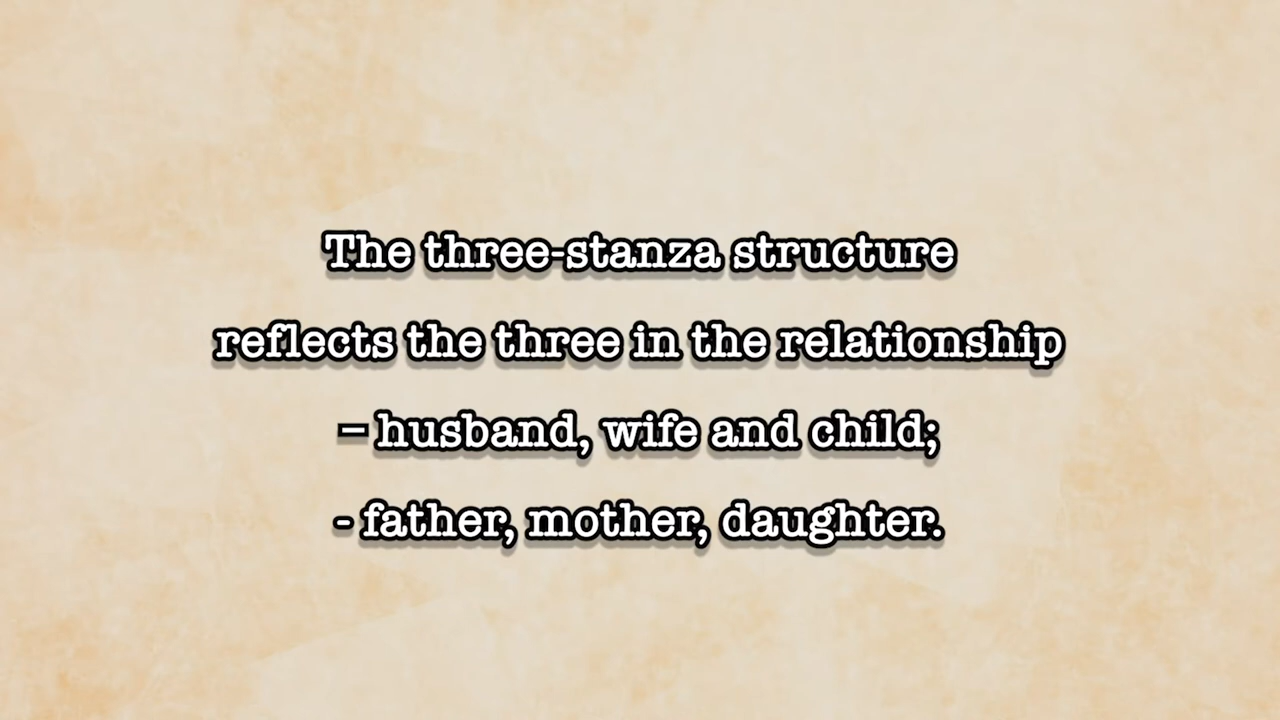 The three-stanza structure
reflects the three in the relationship
– husband, wife and child;
- father, mother, daughter.